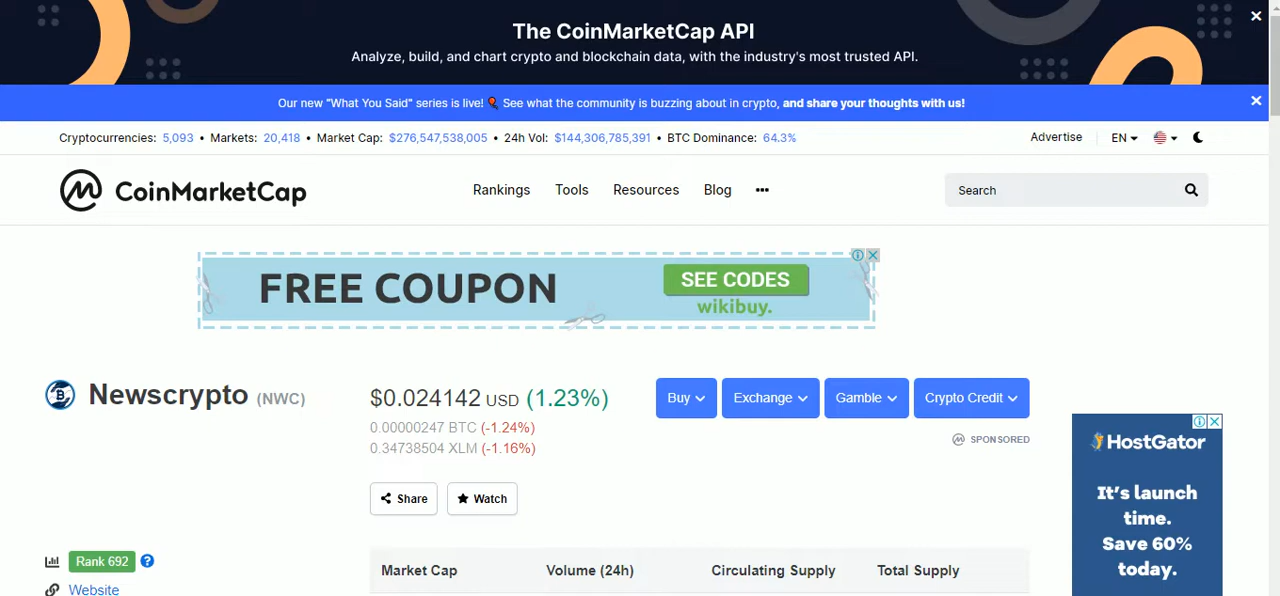 The CoinMarketCap API
Analyze, build, and chart crypto and blockchain data, with the industry's most trusted API.
Our new "What You Said" series is live! 🎈 See what the community is buzzing about in crypto, and share your thoughts with us!
Cryptocurrencies: 5,093 • Markets: 20,418 • Market Cap: $276,547,538,005 • 24h Vol: $144,306,785,391 • BTC Dominance: 64.3%
Advertise EN
CoinMarketCap
Rankings Tools Resources Blog •••
Search
FREE COUPON
SEE CODES
wikibuy.
Newscrypto (NWC)
$0.024142 USD (1.23%)
0.00000247 BTC (-1.24%)
0.34738504 XLM (-1.16%)
Buy Exchange Gamble Crypto Credit
SPONSORED
Share Watch
HostGator
It's launch
time.
Save 60%
today.
Rank 692 ?
Website
Market Cap Volume (24h) Circulating Supply Total Supply